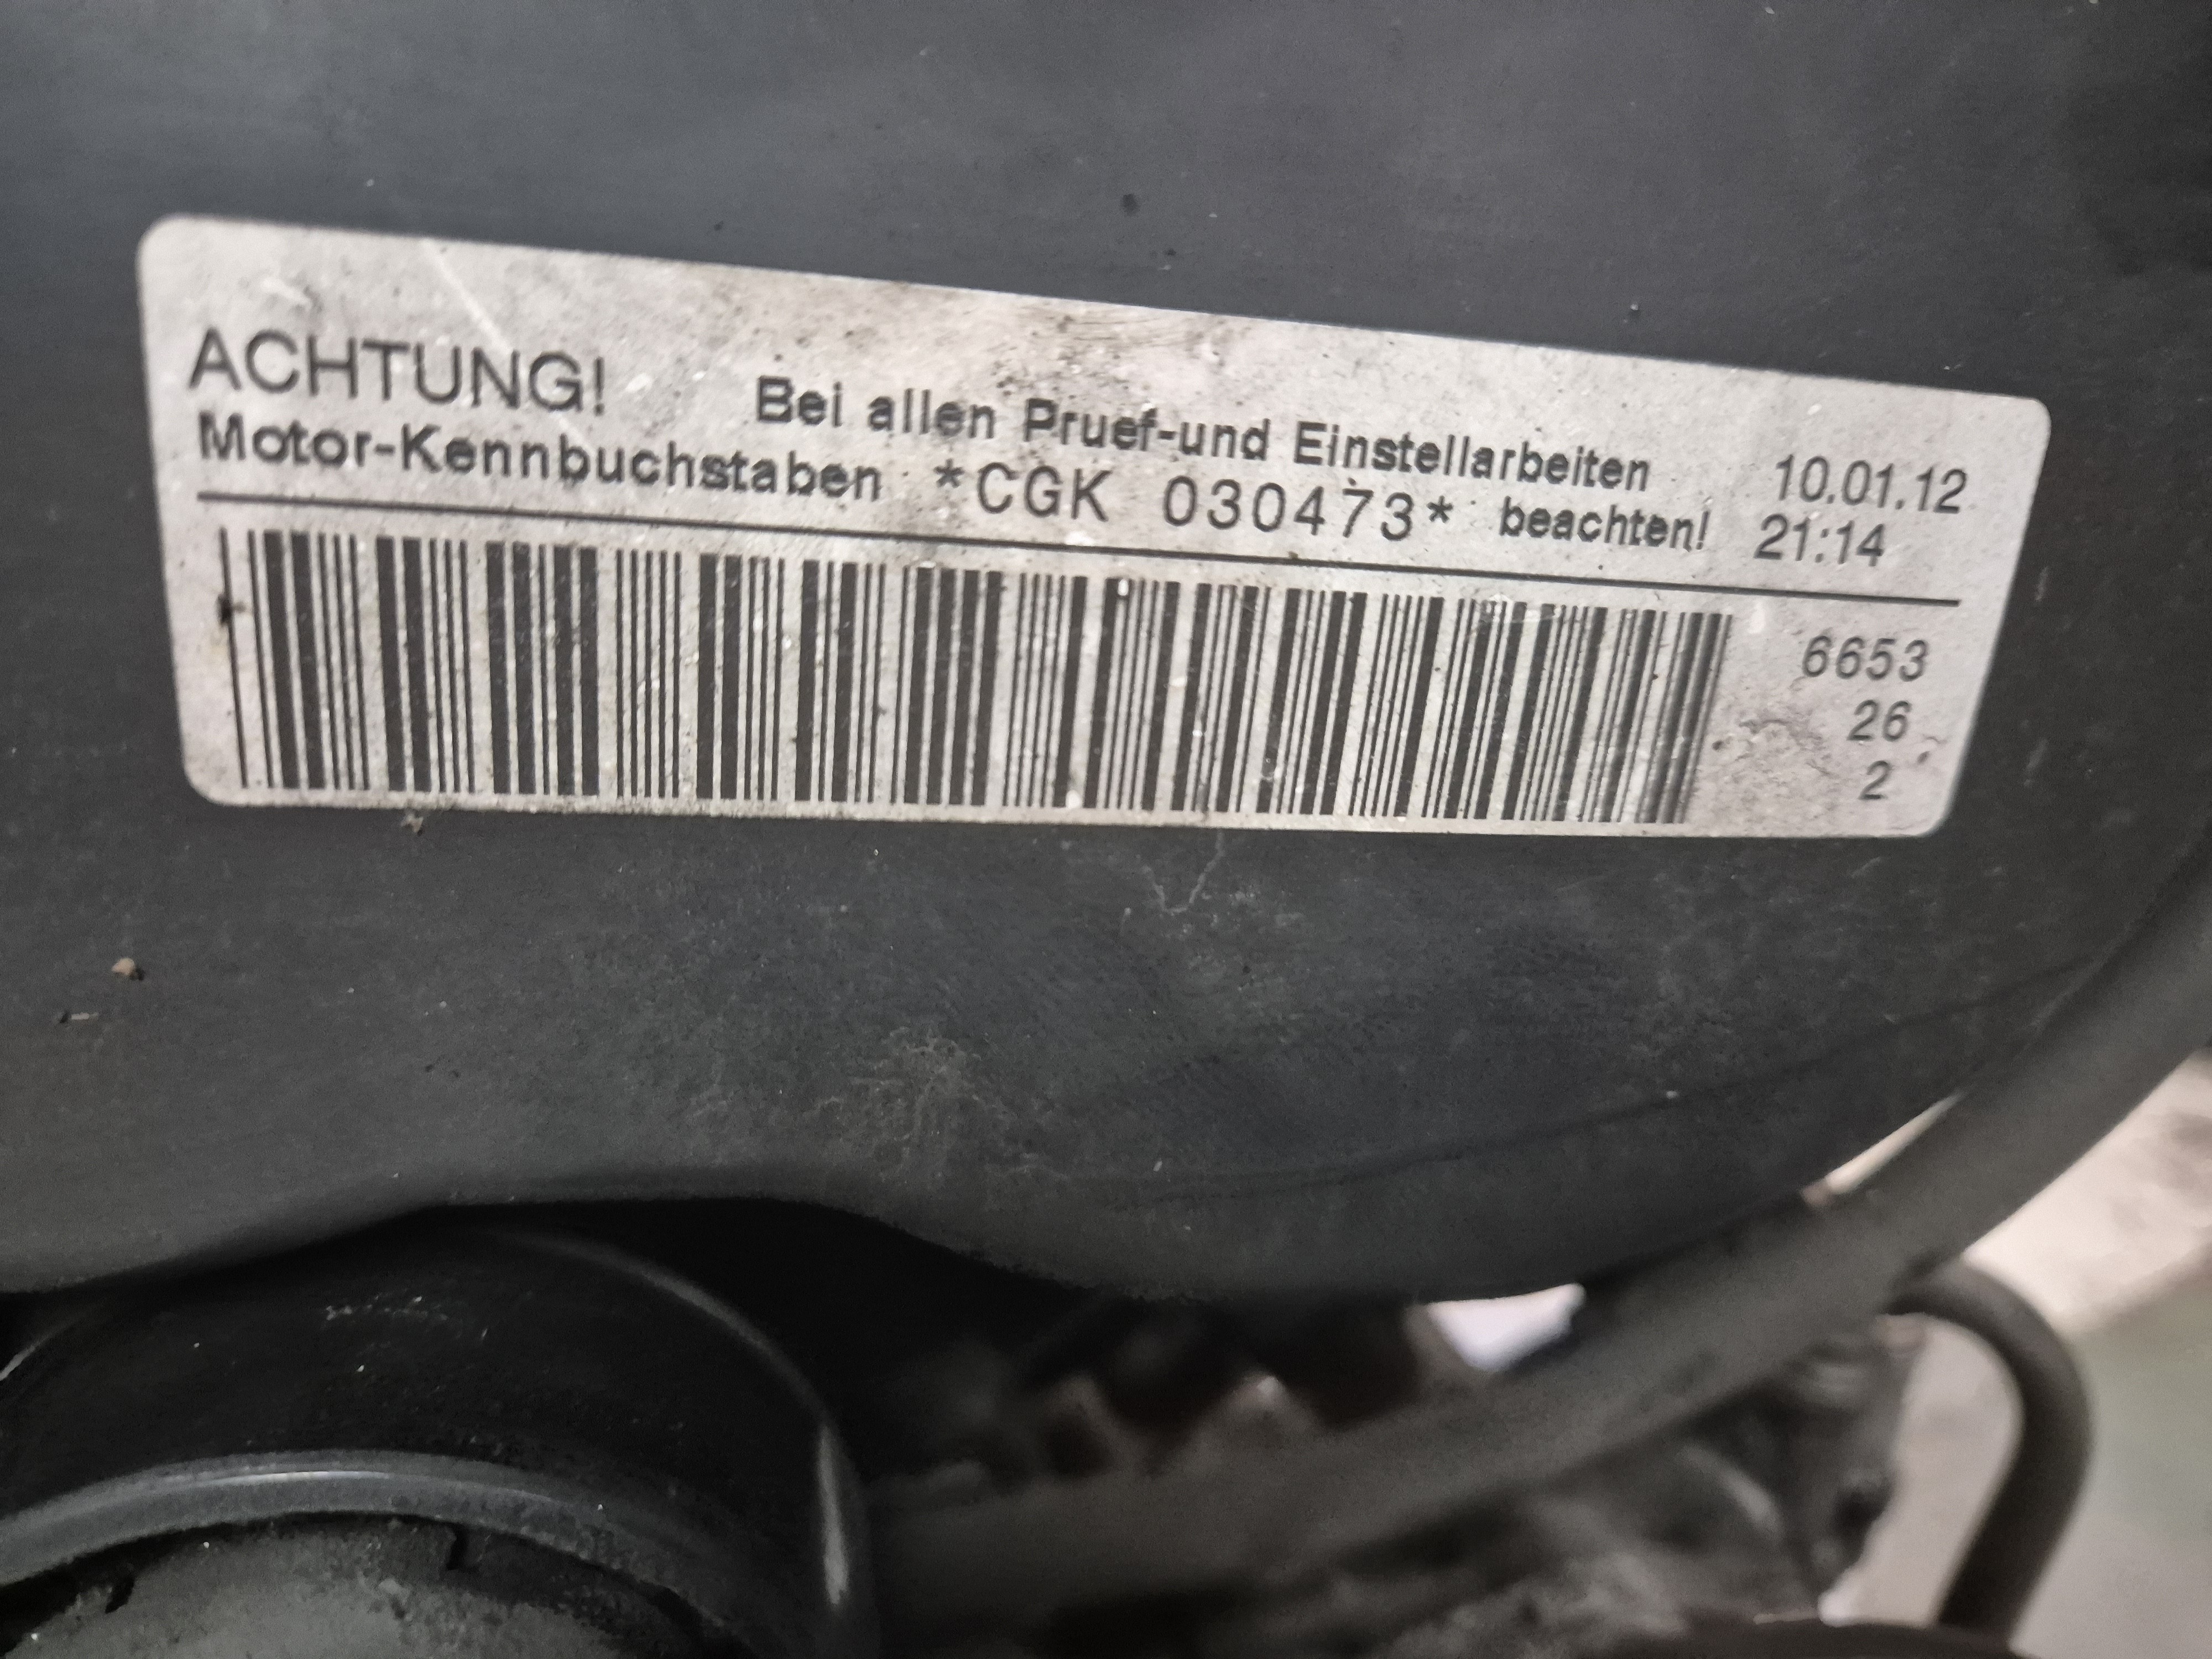 ACHTUNG! Bei allen Pruef-und Einstellarbeiten 10.01.12
Motor-Kennbuchstaben *CGK 030473* beachten! 21:14
6653
26
2